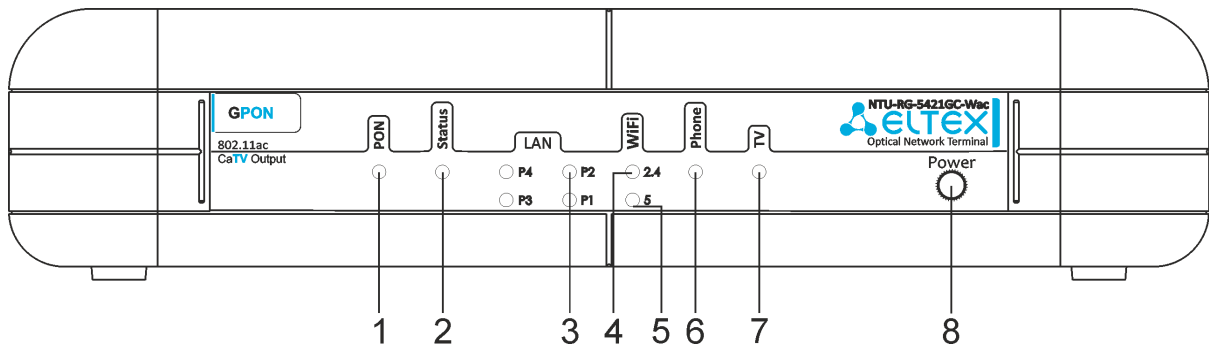 GPON
802.11ac
CaTV Output
PON
Status
LAN
WiFi
Phone
TV
P4
P2
2.4
P3
P1
5
NTU-RG-5421GC-Wac
ELTEX
Optical Network Terminal
Power
1 2 3 4 5 6 7 8